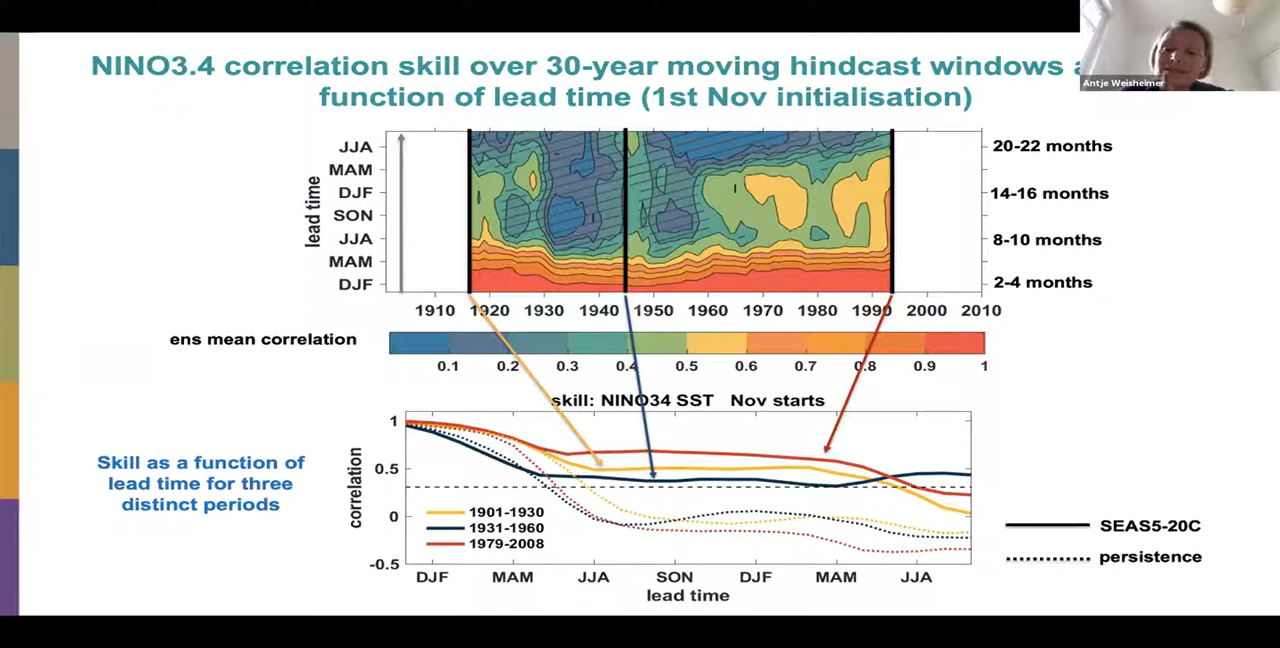 NINO3.4 correlation skill over 30-year moving hindcast windows a
function of lead time (1st Nov initialisation)
Antje Weisheimer
JJA
MAM
DJF
SON
JJA
MAM
DJF
lead time
20-22 months
14-16 months
8-10 months
2-4 months
1910 1920 1930 1940 1950 1960 1970 1980 1990 2000 2010
ens mean correlation
0.1 0.2 0.3 0.4 0.5 0.6 0.7 0.8 0.9 1
skill: NINO34 SST Nov starts
Skill as a function of
lead time for three
distinct periods
correlation
1
0.5
0
-0.5
1901-1930
1931-1960
1979-2008
DJF MAM JJA SON DJF MAM JJA
lead time
SEAS5-20C
persistence